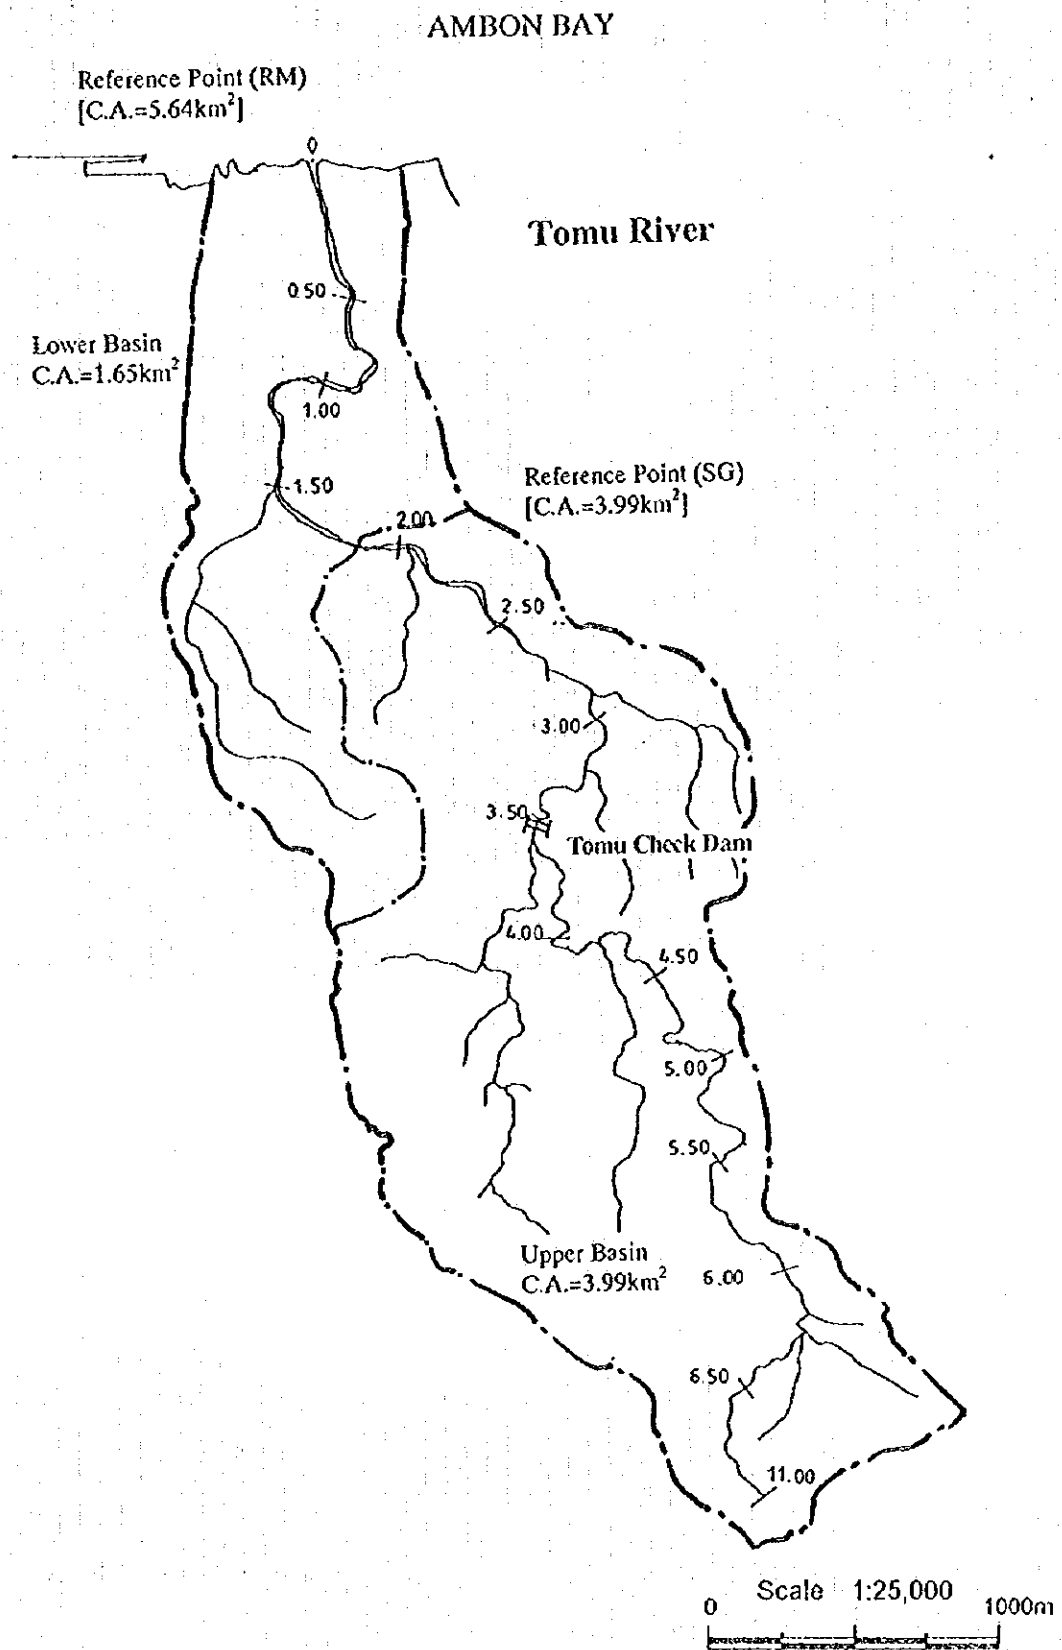 AMBON BAY
Reference Point (RM)
[C.A.=5.64km²]
0
Tomu River
0.50
Lower Basin
C.A.=1.65km²
1.00
Reference Point (SG)
[C.A.=3.99km²]
1.50
2.00
2.50
3.00
3.50
Tomu Check Dam
4.00
4.50
5.00
5.50
Upper Basin
C.A.=3.99km²
6.00
6.50
11.00
Scale 1:25,000
0 1000m